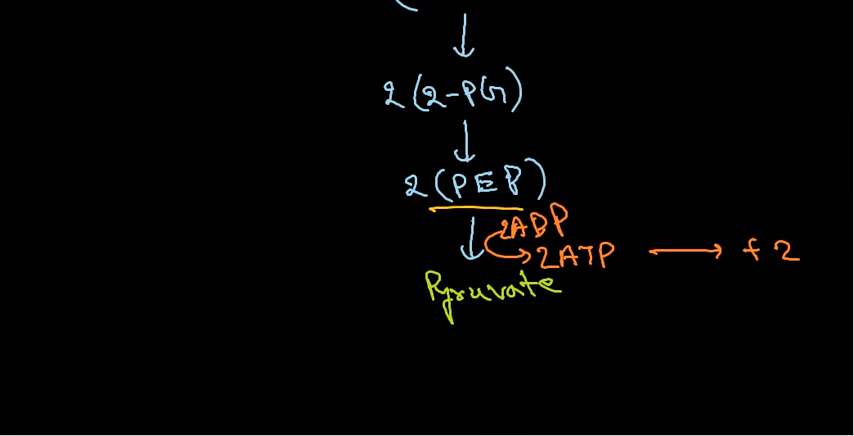 2 (2-PG)
2 (PEP)
2ADP
2ATP → +2
Pyruvate